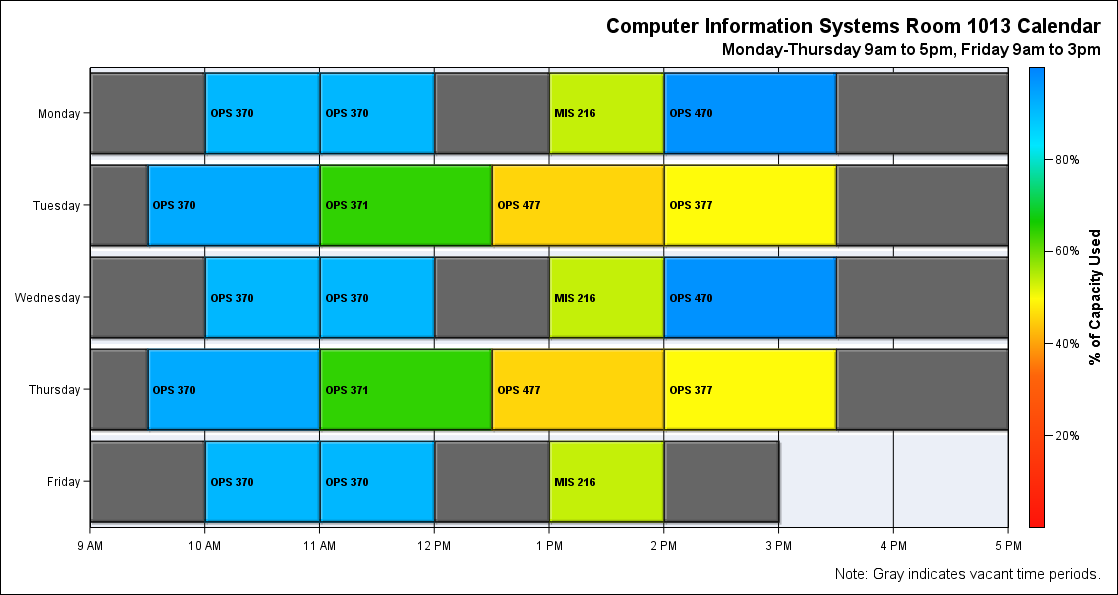 Computer Information Systems Room 1013 Calendar
Monday-Thursday 9am to 5pm, Friday 9am to 3pm
Monday OPS 370 OPS 370 MIS 216 OPS 470
80%
Tuesday OPS 370 OPS 371 OPS 477 OPS 377
60%
% of Capacity Used
Wednesday OPS 370 OPS 370 MIS 216 OPS 470
40%
Thursday OPS 370 OPS 371 OPS 477 OPS 377
20%
Friday OPS 370 OPS 370 MIS 216
9 AM 10 AM 11 AM 12 PM 1 PM 2 PM 3 PM 4 PM 5 PM
Note: Gray indicates vacant time periods.